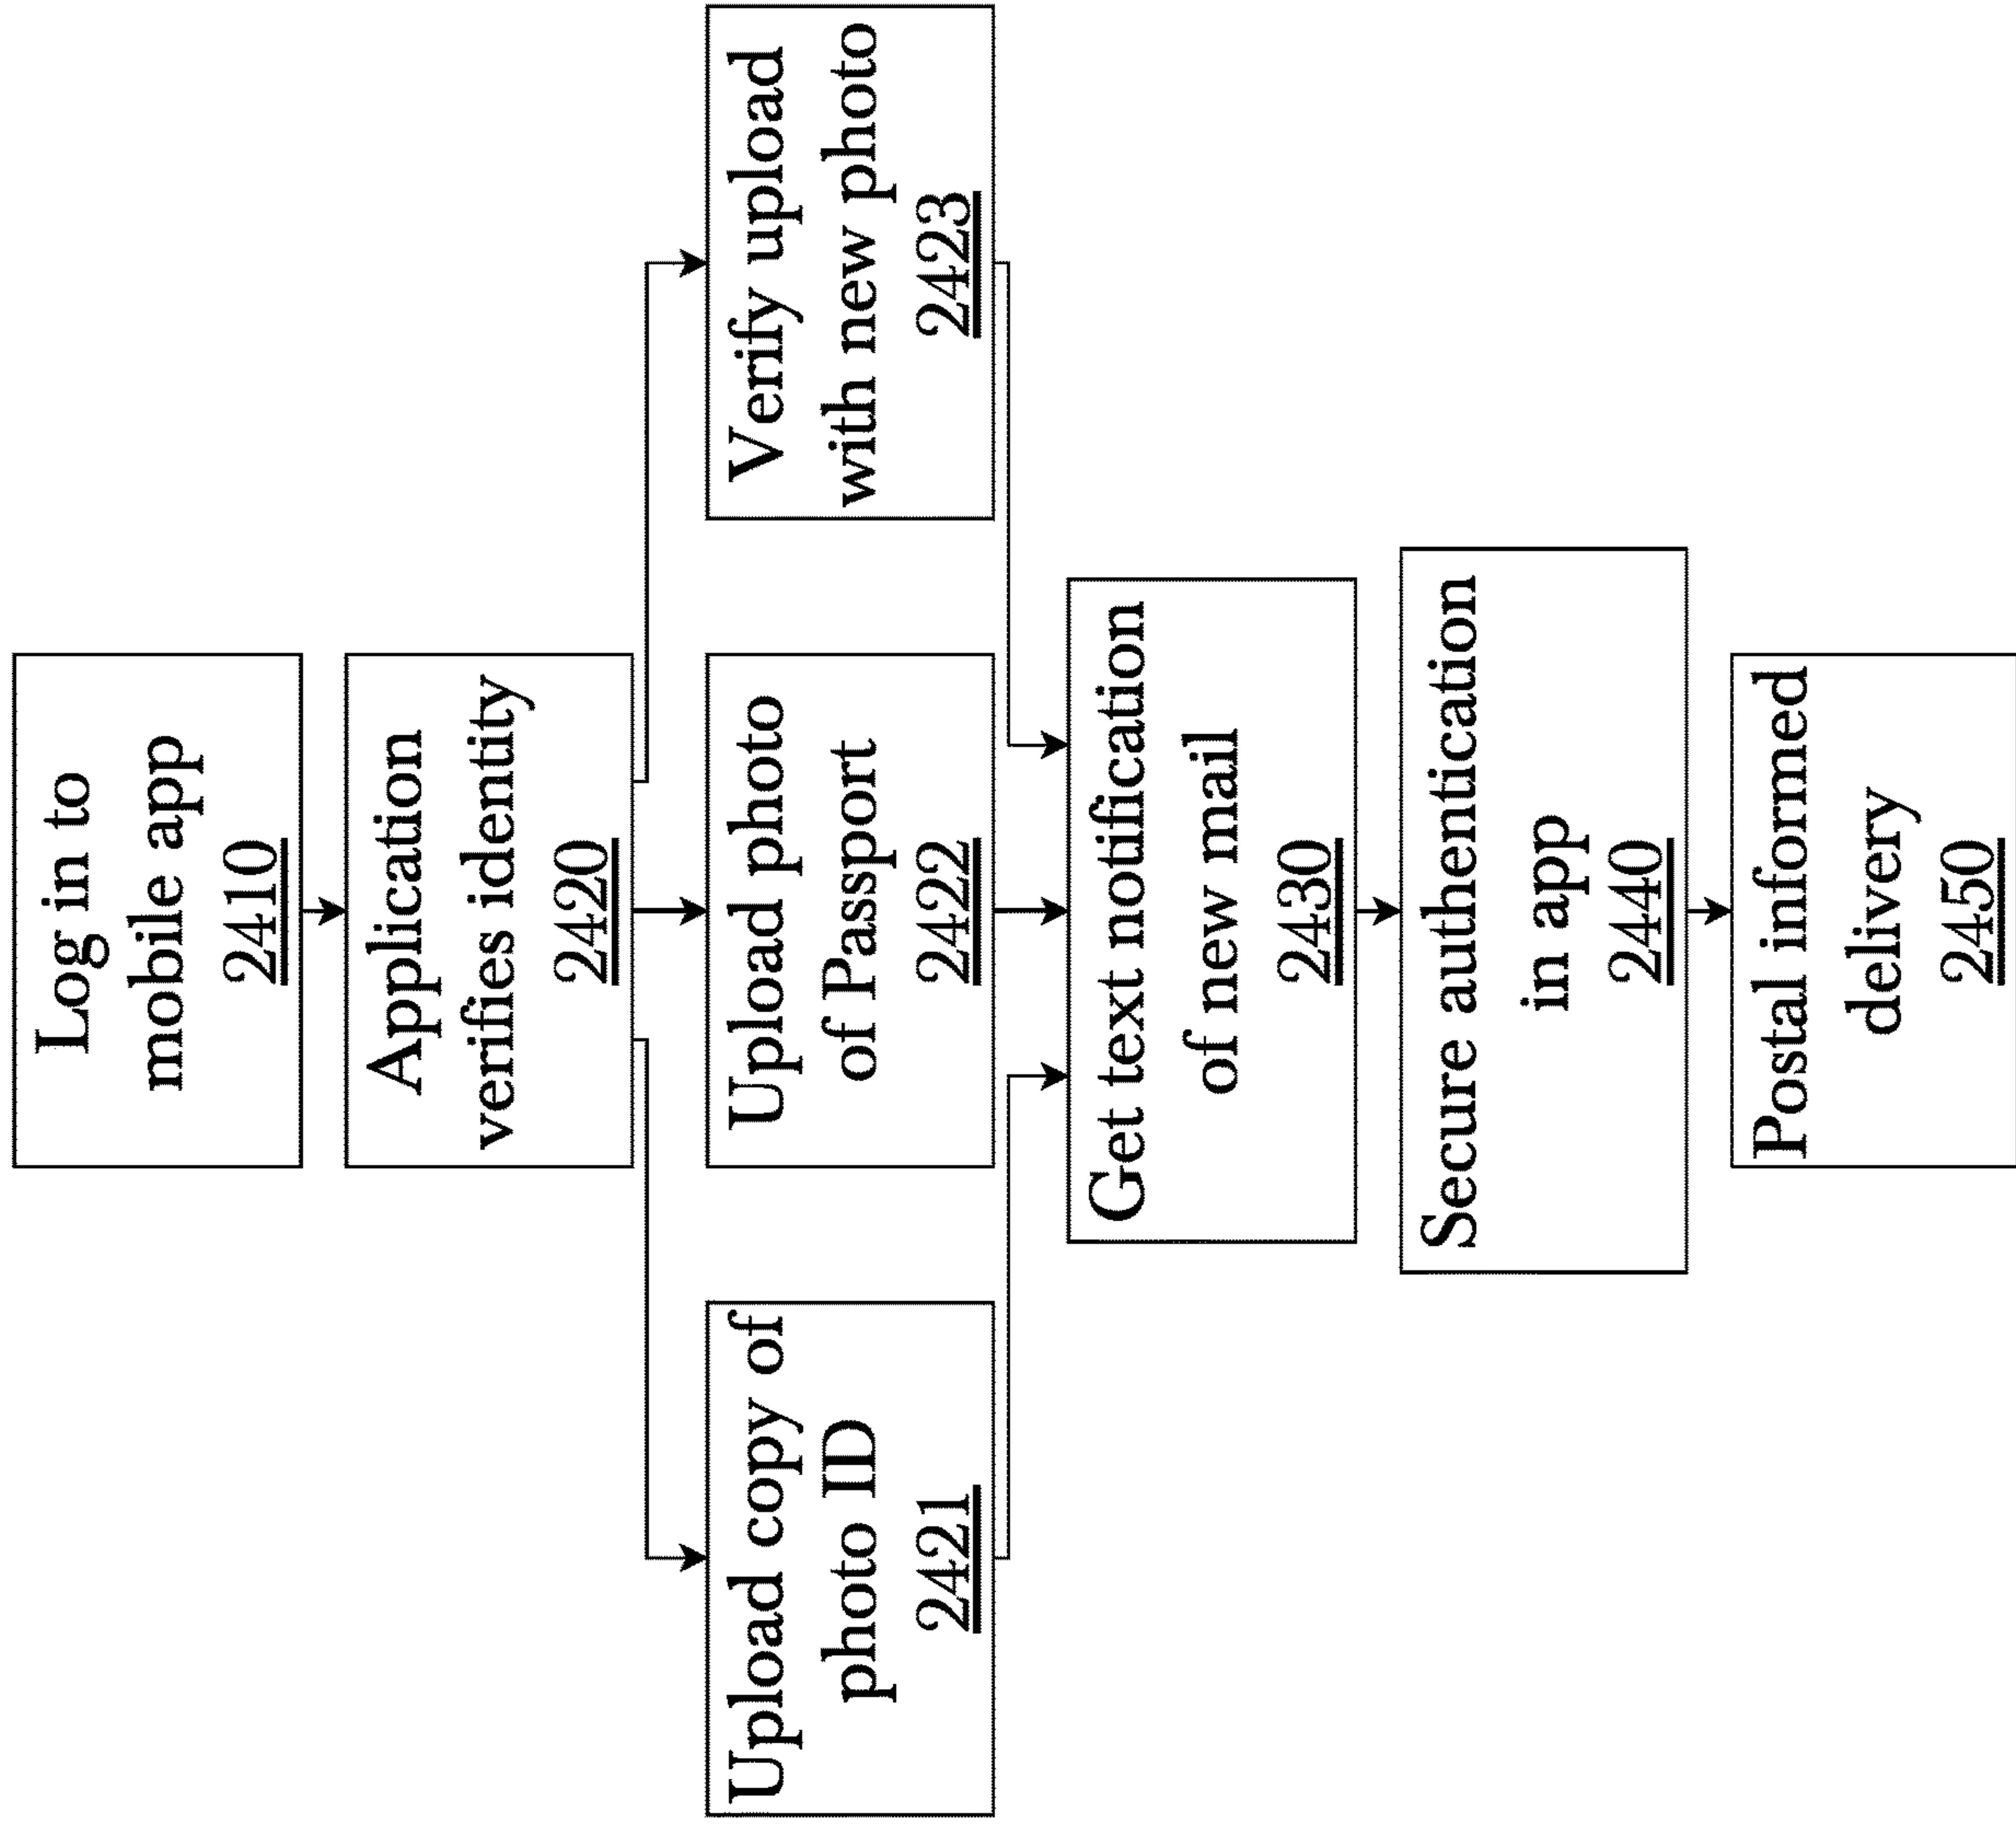 Log in to
mobile app
2410
Application
verifies identity
2420
Upload copy of
photo ID
2421
Upload photo
of Passport
2422
Verify upload
with new photo
2423
Get text notification
of new mail
2430
Secure authentication
in app
2440
Postal informed
delivery
2450